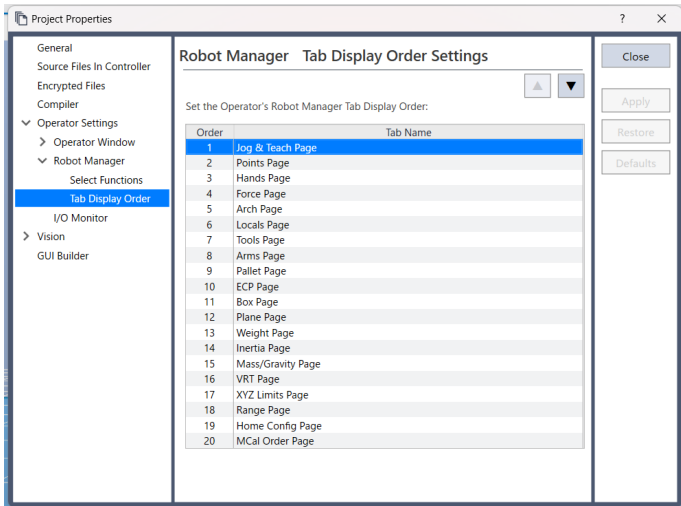 Project Properties
?
General
Source Files In Controller
Encrypted Files
Compiler
Operator Settings
Operator Window
Robot Manager
Select Functions
Tab Display Order
I/O Monitor
Vision
GUI Builder
Robot Manager Tab Display Order Settings
Set the Operator's Robot Manager Tab Display Order:
Order Tab Name
1 Jog & Teach Page
2 Points Page
3 Hands Page
4 Force Page
5 Arch Page
6 Locals Page
7 Tools Page
8 Arms Page
9 Pallet Page
10 ECP Page
11 Box Page
12 Plane Page
13 Weight Page
14 Inertia Page
15 Mass/Gravity Page
16 VRT Page
17 XYZ Limits Page
18 Range Page
19 Home Config Page
20 MCal Order Page
Close
Apply
Restore
Defaults